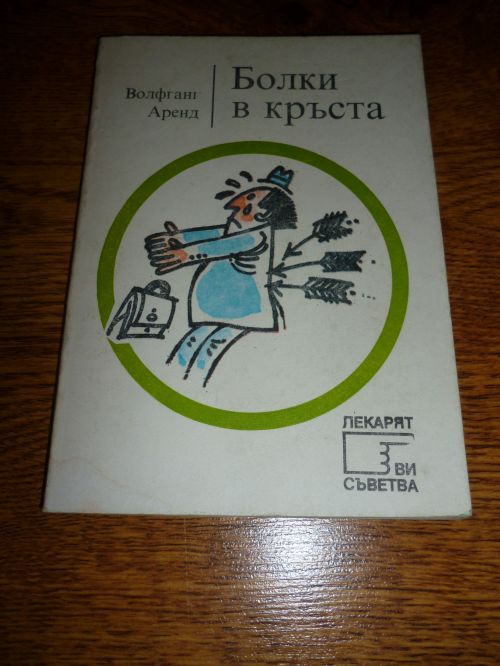 Волфганг
Аренд
Болки
в кръста
ЛЕКАРЯТ
ВИ
СЪВЕТВА